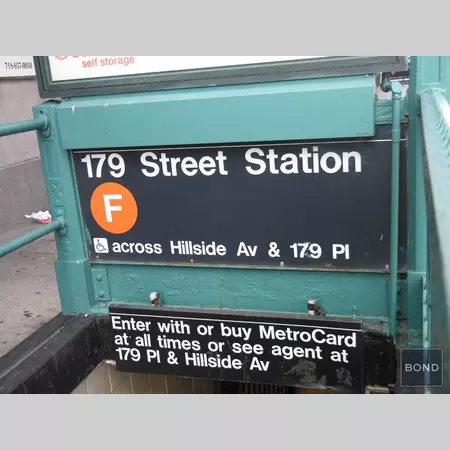 self storage
179 Street Station
F
across Hillside Av & 179 Pl
Enter with or buy MetroCard
at all times or see agent at
179 Pl & Hillside Av
BOND